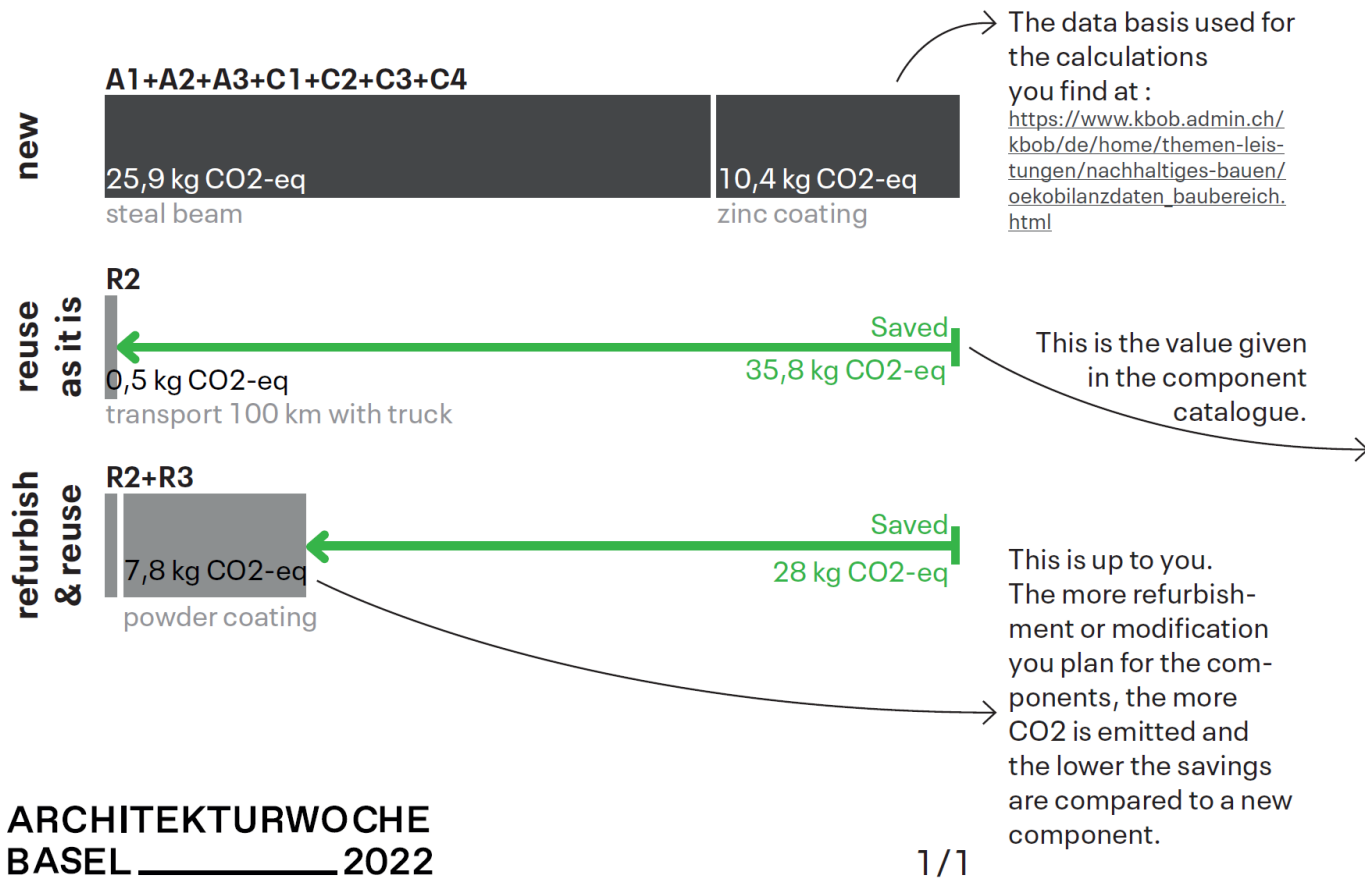 The data basis used for
the calculations
you find at :
https://www.kbob.admin.ch/
kbob/de/home/themen-leis-
tungen/nachhaltiges-bauen/
oekobilanzdaten_baubereich.
html
new
A1+A2+A3+C1+C2+C3+C4
25,9 kg CO2-eq
10,4 kg CO2-eq
steal beam
zinc coating
reuse
as it is
R2
Saved
35,8 kg CO2-eq
0,5 kg CO2-eq
transport 100 km with truck
This is the value given
in the component
catalogue.
refurbish
& reuse
R2+R3
Saved
28 kg CO2-eq
7,8 kg CO2-eq
powder coating
This is up to you.
The more refurbish-
ment or modification
you plan for the com-
ponents, the more
CO2 is emitted and
the lower the savings
are compared to a new
component.
ARCHITEKTURWOCHE
BASEL 2022
1/1